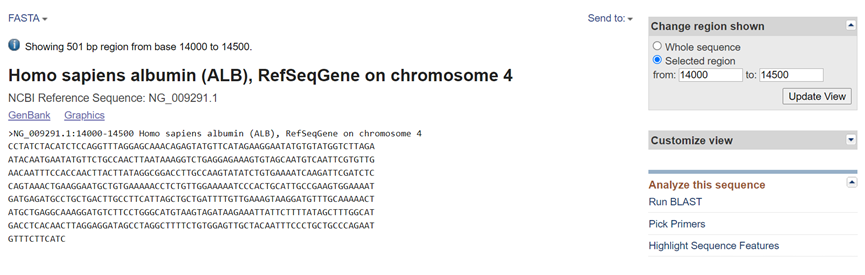 FASTA
Send to:
Showing 501 bp region from base 14000 to 14500.
Homo sapiens albumin (ALB), RefSeqGene on chromosome 4
NCBI Reference Sequence: NG_009291.1
GenBank Graphics
>NG_009291.1:14000-14500 Homo sapiens albumin (ALB), RefSeqGene on chromosome 4
CCTATCTACATCTCCAGGTTTAGGAGCAAACAGAGTATGTTCATAGAAGGAATATGTGTATGGTCTTAGA
ATACAATGAATATGTTCTGCCAACTTAATAAAGGTCTGAGGAGAAAGTGTAGCAATGTCAATTCGTGTTG
AACAATTTCCACCAACTTACTTATAGGCGGACCTTGCCAAGTATATCTGTGAAAATCAAGATTCGATCTC
CAGTAAACTGAAGGAATGCTGTGAAAAACCTCTGTTGGAAAAATCCCACTGCATTGCCGAAGTGGAAAAT
GATGAGATGCCTGCTGACTTGCCTTCATTAGCTGCTGATTTTGTTGAAAGTAAGGATGTTTGCAAAAACT
ATGCTGAGGCAAAGGATGTCTTCCTGGGCATGTAAGTAGATAAGAAATTATTCTTTTATAGCTTTGGCAT
GACCTCACAACTTAGGAGGATAGCCTAGGCTTTTCTGTGGAGTTGCTACAATTTCCCTGCTGCCCAGAAT
GTTTCTTCATC
Change region shown
Whole sequence
Selected region
from: 14000 to: 14500
Update View
Customize view
Analyze this sequence
Run BLAST
Pick Primers
Highlight Sequence Features